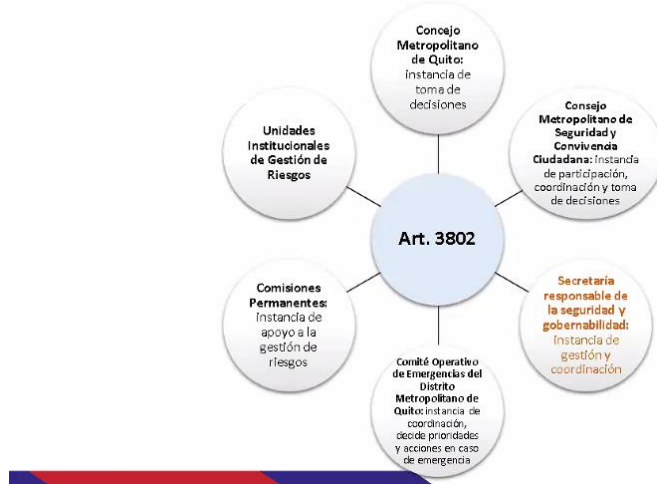 Concejo
Metropolitano
de Quito:
instancia de
toma de
decisiones
Consejo
Metropolitano de
Seguridad y
Convivencia
Ciudadana: instancia
de participación,
coordinación y toma
de decisiones
Secretaría
responsable de
la seguridad y
gobernabilidad:
instancia de
gestión y
coordinación
Comité Operativo
de Emergencias del
Distrito
Metropolitano de
Quito: instancia de
coordinación,
decide prioridades
y acciones en caso
de emergencia
Comisiones
Permanentes:
instancia de
apoyo a la
gestión de
riesgos
Unidades
Institucionales
de Gestión de
Riesgos
Art. 3802